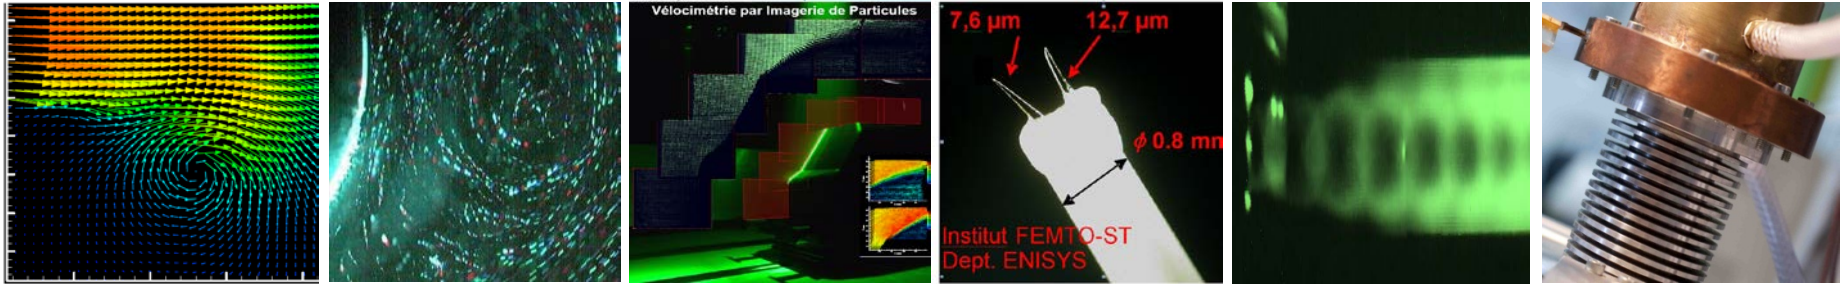 Vélocimétrie par Imagerie de Particules
7,6 µm
12,7 µm
ϕ 0.8 mm
Institut FEMTO-ST
Dept. ENISYS